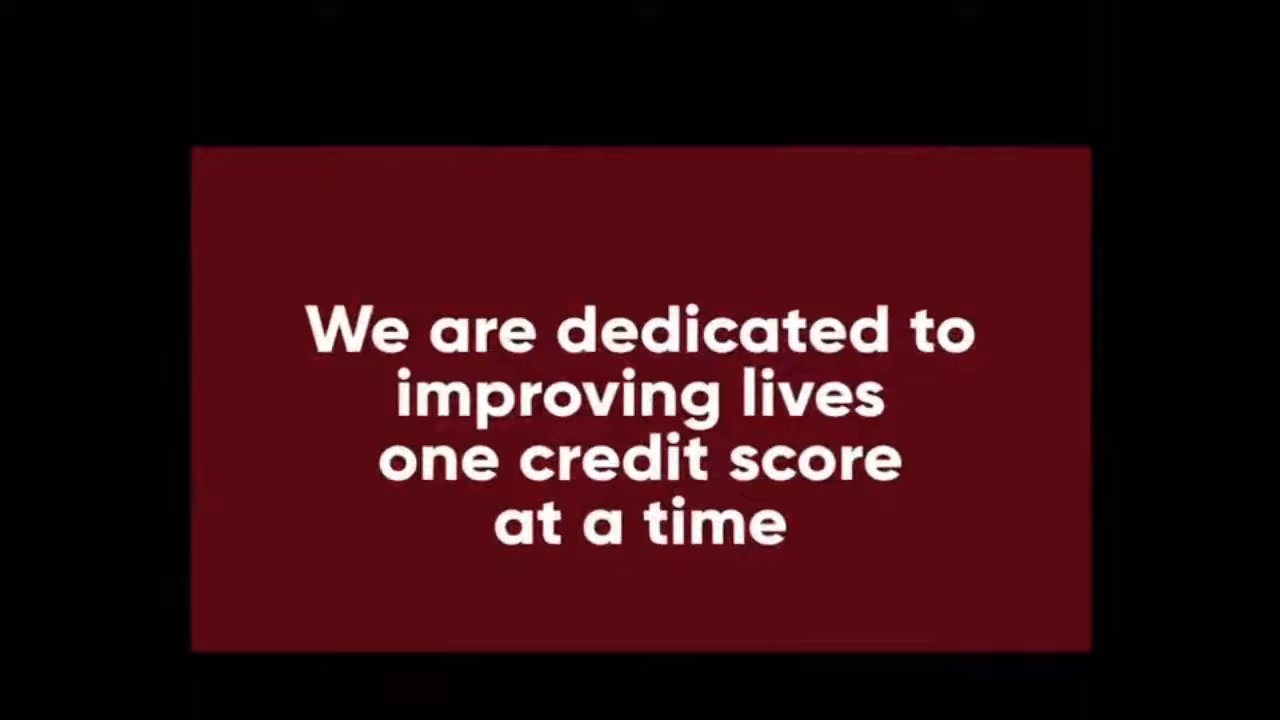 We are dedicated to
improving lives
one credit score
at a time